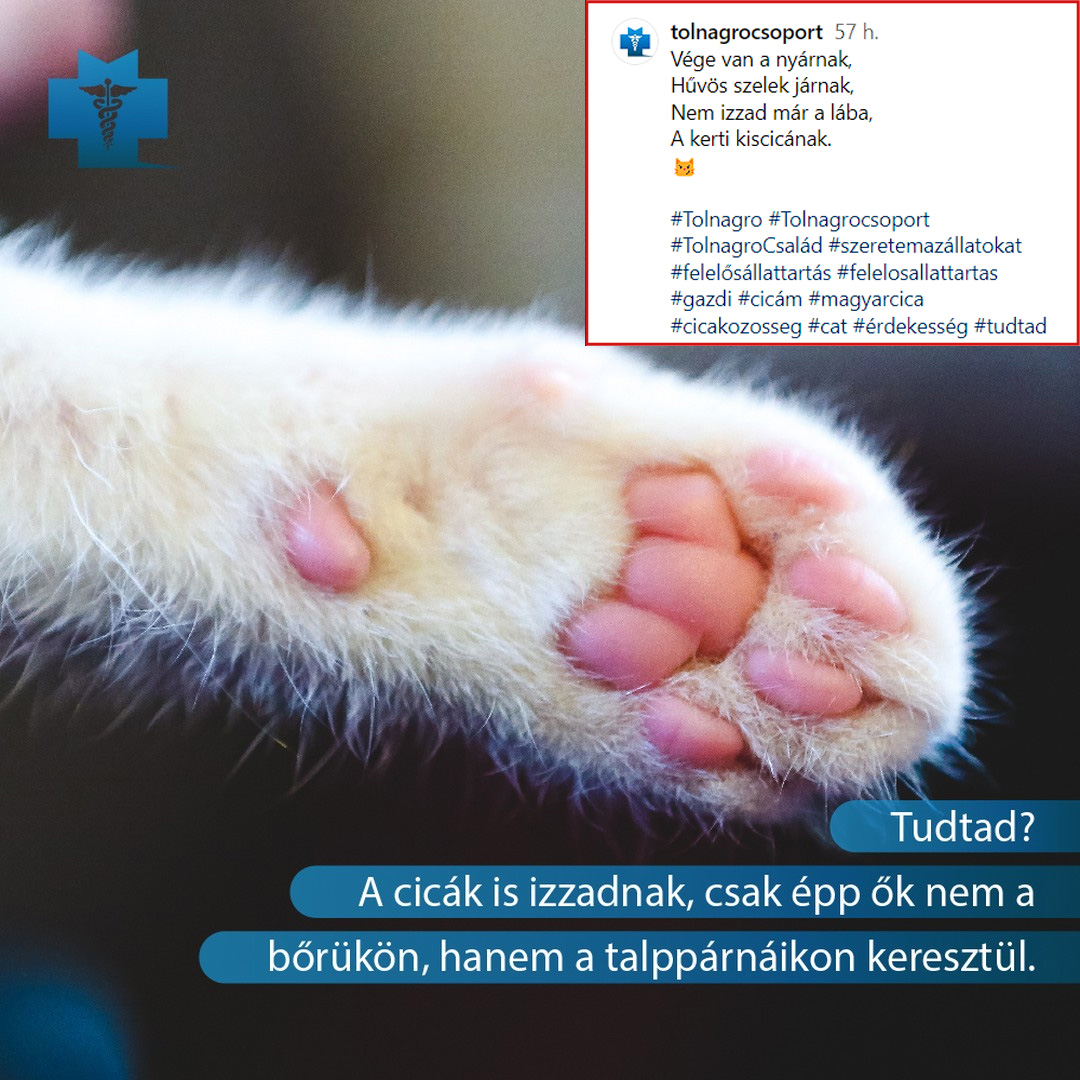 tolnagrocsoport 57 h.
Vége van a nyárnak,
Hűvös szelek járnak,
Nem izzad már a lába,
A kerti kiscicának.
😼
#Tolnagro #Tolnagrocsoport
#TolnagroCsalád #szeretemazállatokat
#felelősállattartás #felelosallattartas
#gazdi #cicám #magyarcica
#cicakozosseg #cat #érdekesség #tudtad
Tudtad?
A cicák is izzadnak, csak épp ők nem a
bőrükön, hanem a talppárnáikon keresztül.